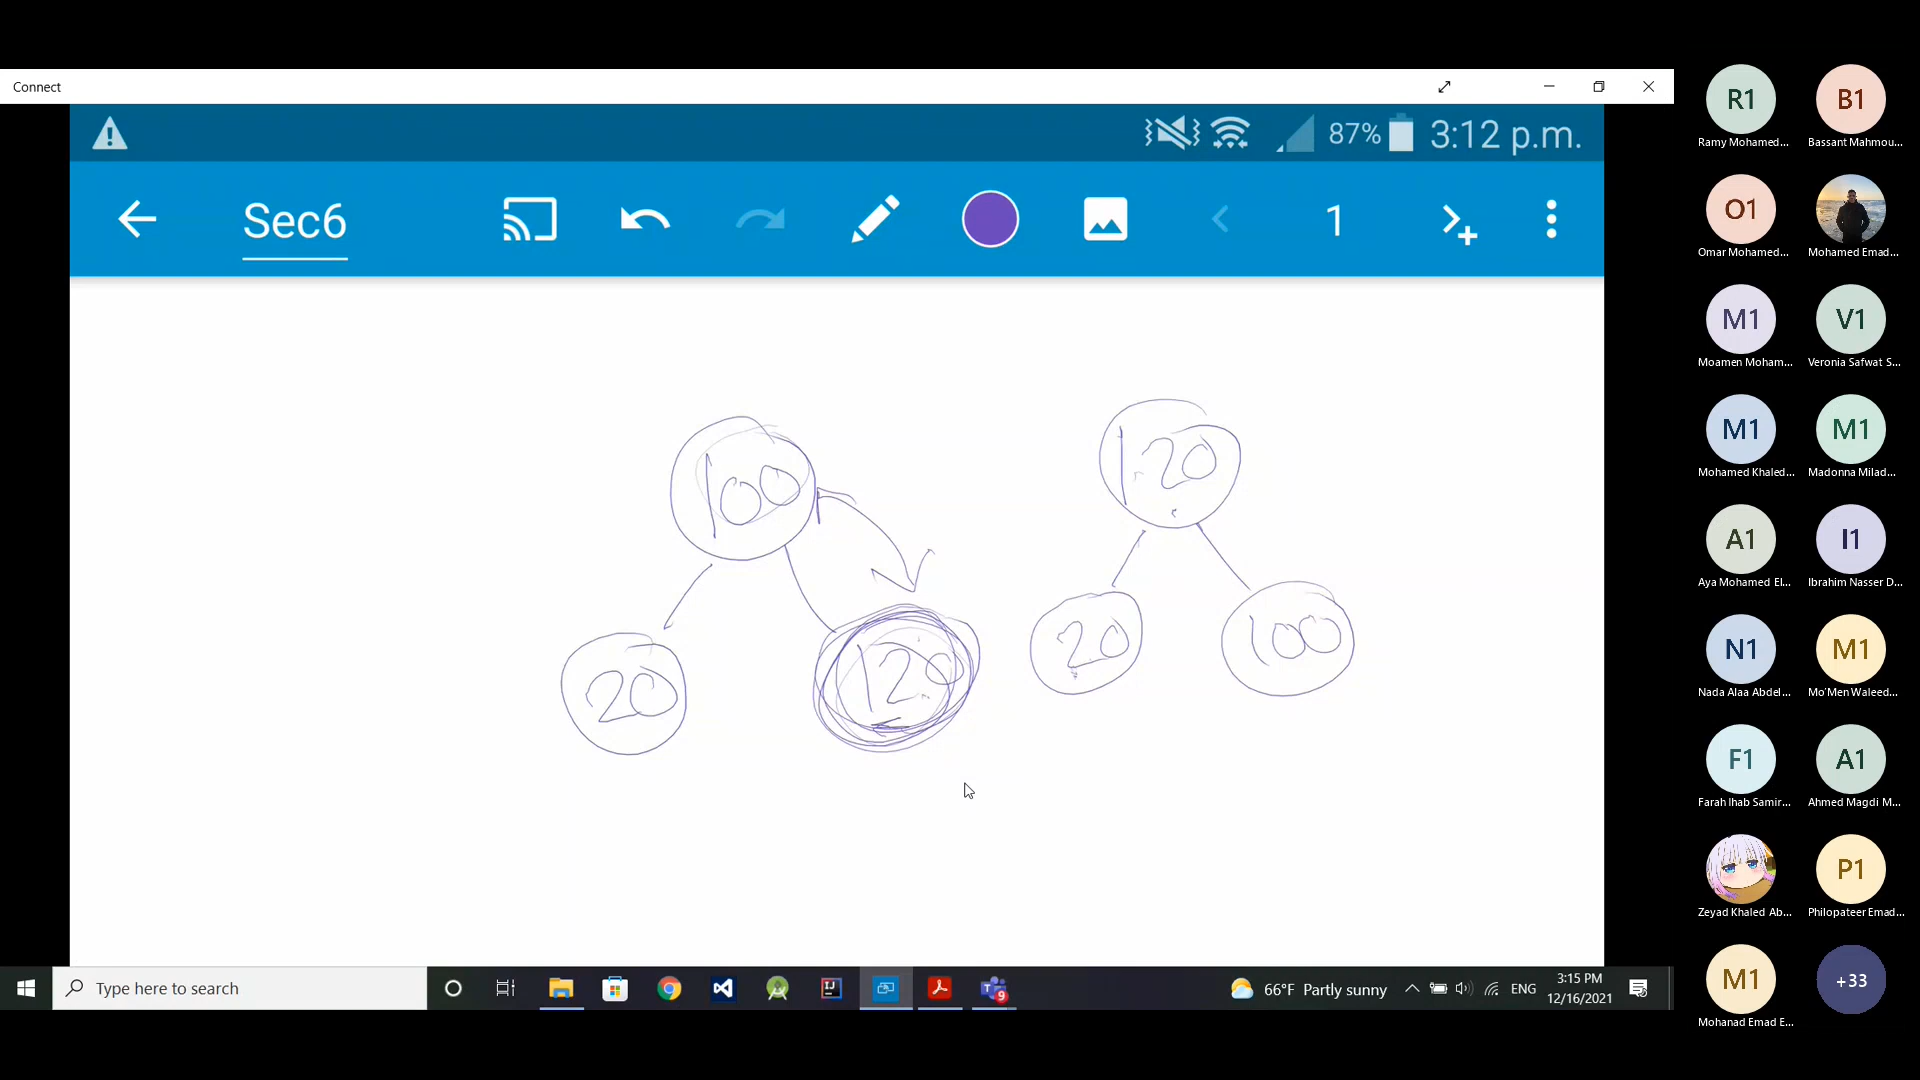 Connect
87% 3:12 p.m.
Sec6
1
100
20
120
120
20
100
R1
Ramy Mohamed...
B1
Bassant Mahmou...
O1
Omar Mohamed...
Mohamed Emad...
M1
Moamen Moham...
V1
Veronia Safwat S...
M1
Mohamed Khaled...
M1
Madonna Milad...
A1
Aya Mohamed El...
I1
Ibrahim Nasser D...
N1
Nada Alaa Abdel...
M1
Mo'Men Waleed...
F1
Farah Ihab Samir...
A1
Ahmed Magdi M...
Zeyad Khaled Ab...
P1
Philopateer Emad...
M1
Mohanad Emad E...
+33
Type here to search
IJ
9
66°F Partly sunny
ENG
3:15 PM
12/16/2021